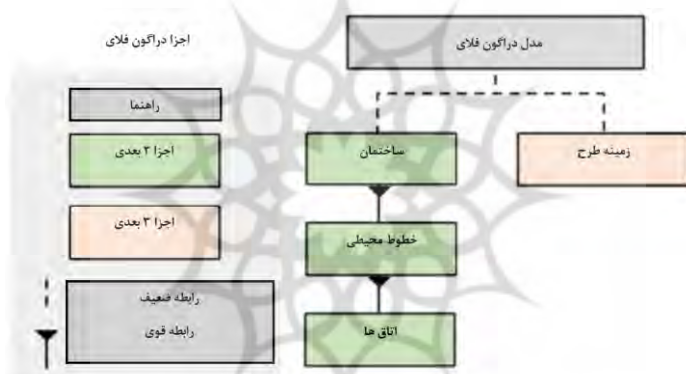 اجزا دراگون فلای
مدل دراگون فلای
راهنما
اجزا ۳ بعدی
ساختمان
زمینه طرح
اجزا ۳ بعدی
خطوط محیطی
رابطه ضعیف
رابطه قوی
اتاق ها